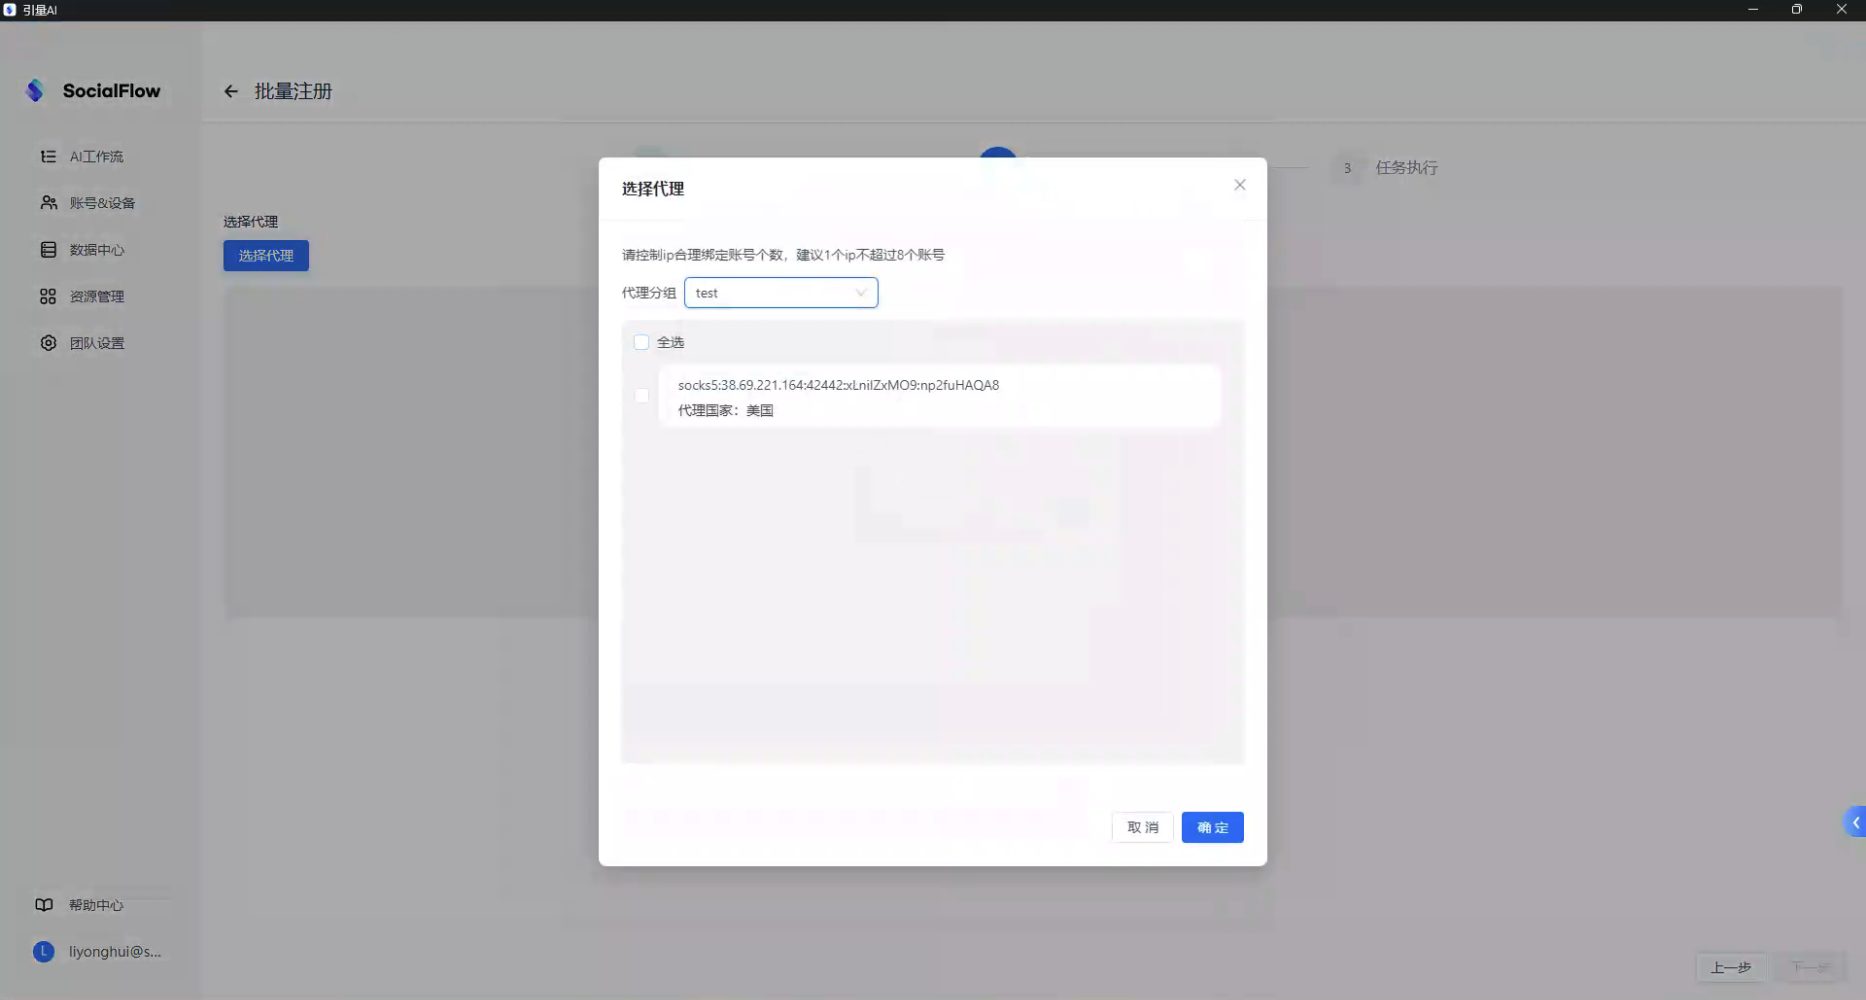 引量AI
SocialFlow
批量注册
AI工作流
账号&设备
数据中心
资源管理
团队设置
选择代理
选择代理
3 任务执行
选择代理
请控制ip合理绑定账号个数，建议1个ip不超过8个账号
代理分组 test
全选
socks5:38.69.221.164:42442:xLniIZxMO9:np2fuHAQA8
代理国家：美国
取 消
确 定
帮助中心
L liyonghui@s...
上一步
下一步